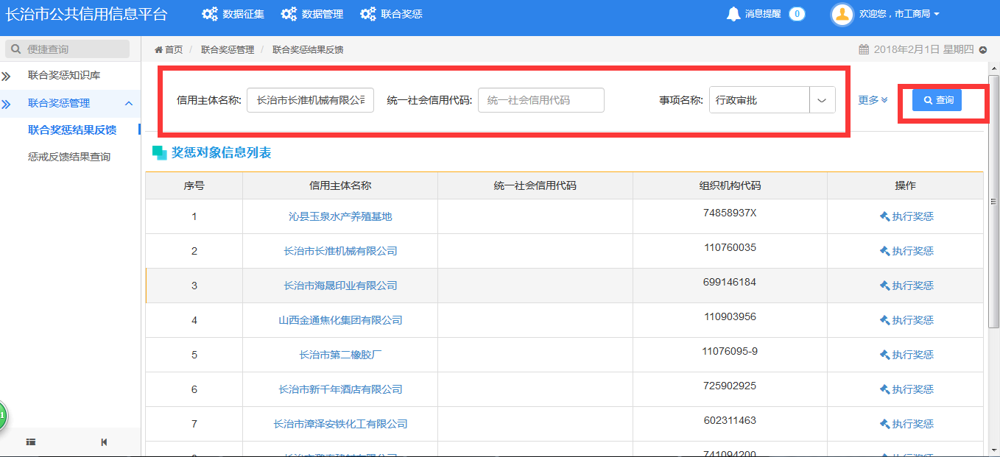 长治市公共信用信息平台 数据征集 数据管理 联合奖惩 消息提醒 0 欢迎您，市工商局
便捷查询 首页 / 联合奖惩管理 / 联合奖惩结果反馈 2018年2月1日 星期四
联合奖惩知识库
联合奖惩管理
联合奖惩结果反馈
惩戒反馈结果查询
信用主体名称: 长治市长淮机械有限公司 统一社会信用代码: 统一社会信用代码 事项名称: 行政审批 更多 查询
奖惩对象信息列表
序号 信用主体名称 统一社会信用代码 组织机构代码 操作
1 沁县玉泉水产养殖基地 74858937X 执行奖惩
2 长治市长淮机械有限公司 110760035 执行奖惩
3 长治市海晟印业有限公司 699146184 执行奖惩
4 山西金通焦化集团有限公司 110903956 执行奖惩
5 长治市第二橡胶厂 11076095-9 执行奖惩
6 长治市新千年酒店有限公司 725902925 执行奖惩
7 长治市漳泽安铁化工有限公司 602311463 执行奖惩
741094200 执行奖惩
1